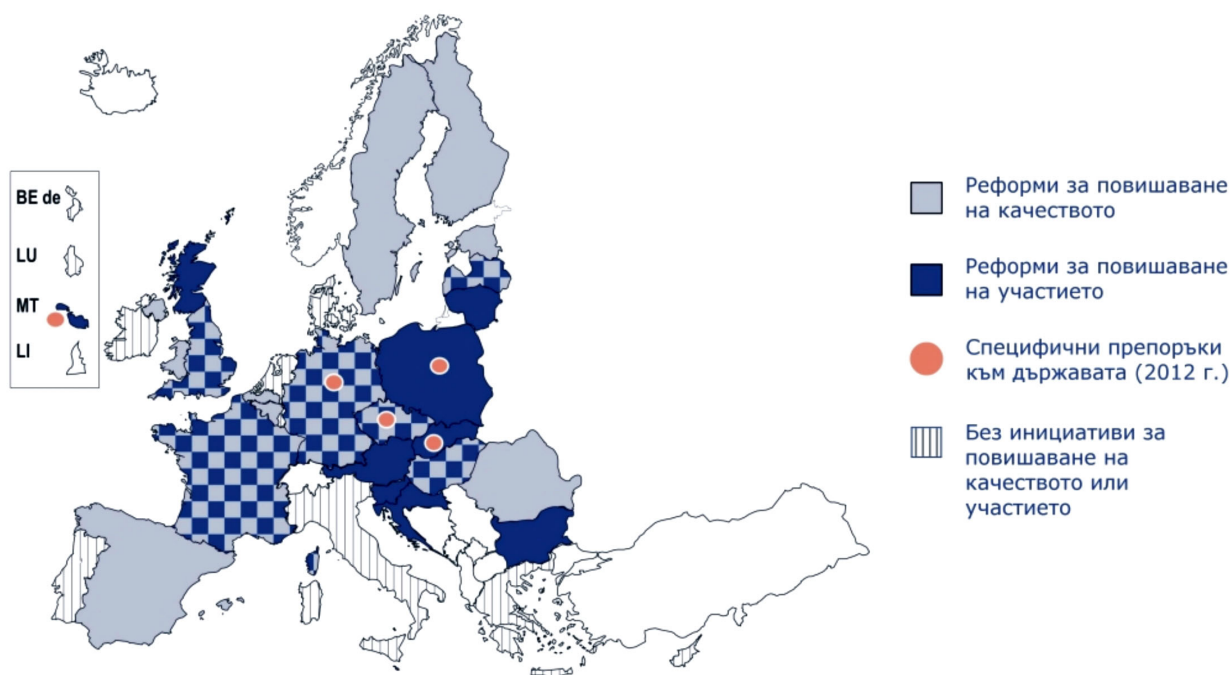 BE de
LU
MT
LI
Реформи за повишаване
на качеството
Реформи за повишаване
на участието
Специфични препоръки
към държавата (2012 г.)
Без инициативи за
повишаване на
качеството или
участието